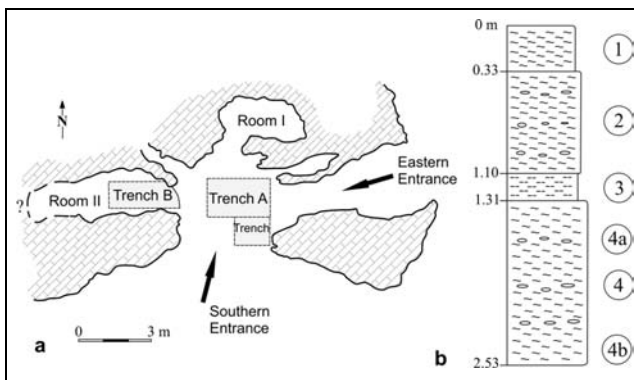 N
Room I
Eastern
Entrance
Trench A
Trench B
Room II
?
Trench
Southern
Entrance
0 3 m
a
0 m
1
0.33
2
1.10
3
1.31
4a
4
4b
2.53
b